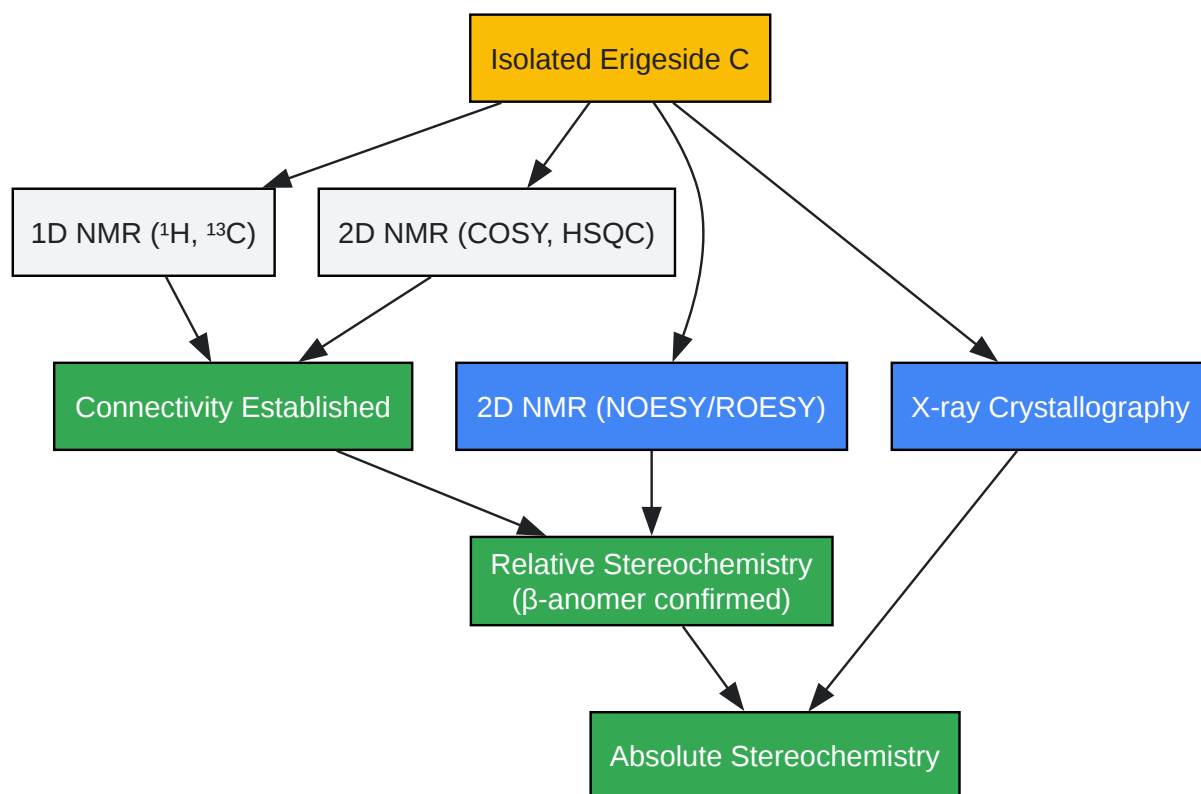 Isolated Erigeside C
1D NMR (¹H, ¹³C)
2D NMR (COSY, HSQC)
Connectivity Established
2D NMR (NOESY/ROESY)
X-ray Crystallography
Relative Stereochemistry
(β-anomer confirmed)
Absolute Stereochemistry